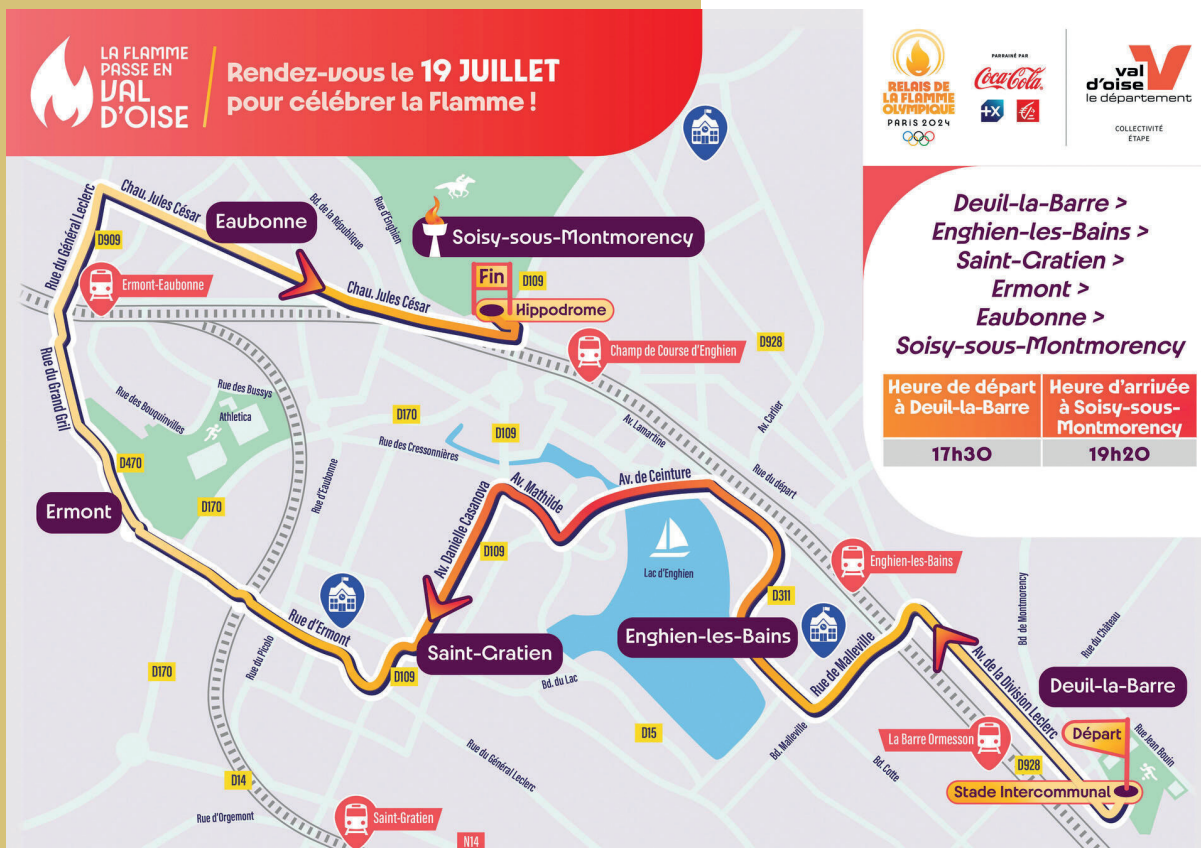 LA FLAMME
PASSE EN
VAL
D'OISE
Rendez-vous le 19 JUILLET
pour célébrer la Flamme !
RELAIS DE
LA FLAMME
OLYMPIQUE
PARIS 2024
PARRAINÉ PAR
Coca-Cola
val
d'oise
le département
COLLECTIVITÉ
ÉTAPE
Deuil-la-Barre >
Enghien-les-Bains >
Saint-Gratien >
Ermont >
Eaubonne >
Soisy-sous-Montmorency
Heure de départ
à Deuil-la-Barre
Heure d'arrivée
à Soisy-sous-
Montmorency
17h30
19h20
Rue du Général Leclerc
Chau. Jules César
Eaubonne
Bd. de la République
Rue d'Enghien
Soisy-sous-Montmorency
D909
Ermont-Eaubonne
Chau. Jules César
Fin
D109
Hippodrome
Champ de Course d'Enghien
D928
Rue du Grand Gril
Rue des Bussys
Rue des Bouquinvilles
Athletica
D170
D109
Rue des Cressonnières
Av. Lamartine
Av. Carlier
D470
Rue d'Eaubonne
Av. Mathilde
Av. de Ceinture
Rue du départ
Ermont
D170
Av. Danielle Casanova
D109
Lac d'Enghien
Enghien-les-Bains
D311
Bd. de Montmorency
Rue du Château
Rue d'Ermont
Saint-Gratien
Enghien-les-Bains
Rue de Malleville
Av. de la Division Leclerc
Deuil-la-Barre
D170
Rue du Picolo
D109
Bd. du Lac
D15
Bd. Malleville
La Barre Ormesson
Départ
Rue Jean Bouin
Bd. Cotte
D928
Stade Intercommunal
D14
Rue du Général Leclerc
Rue d'Orgemont
Saint-Gratien
N14